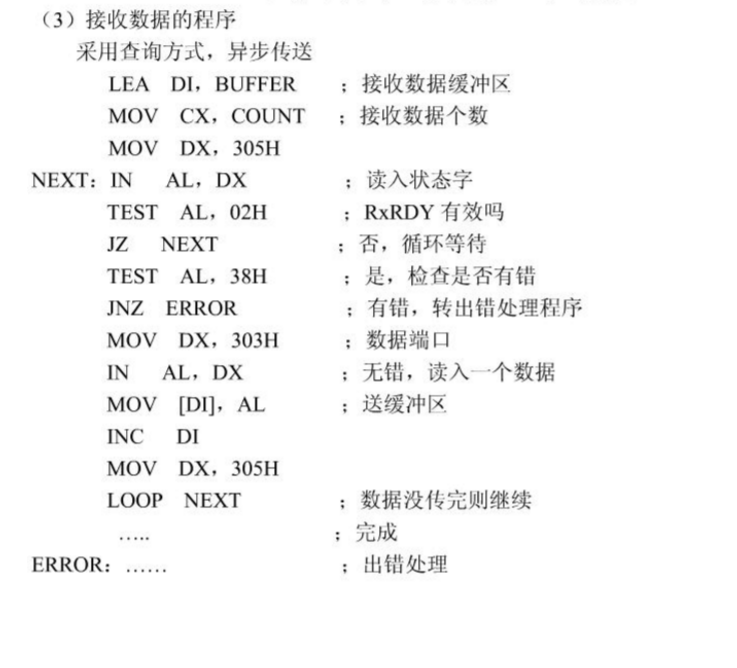 （3）接收数据的程序
采用查询方式，异步传送
LEA DI，BUFFER ；接收数据缓冲区
MOV CX，COUNT ；接收数据个数
MOV DX，305H
NEXT：IN AL，DX ；读入状态字
TEST AL，02H ；RxRDY 有效吗
JZ NEXT ；否，循环等待
TEST AL，38H ；是，检查是否有错
JNZ ERROR ；有错，转出错处理程序
MOV DX，303H ；数据端口
IN AL，DX ；无错，读入一个数据
MOV [DI]，AL ；送缓冲区
INC DI
MOV DX，305H
LOOP NEXT ；数据没传完则继续
….. ；完成
ERROR：…… ；出错处理